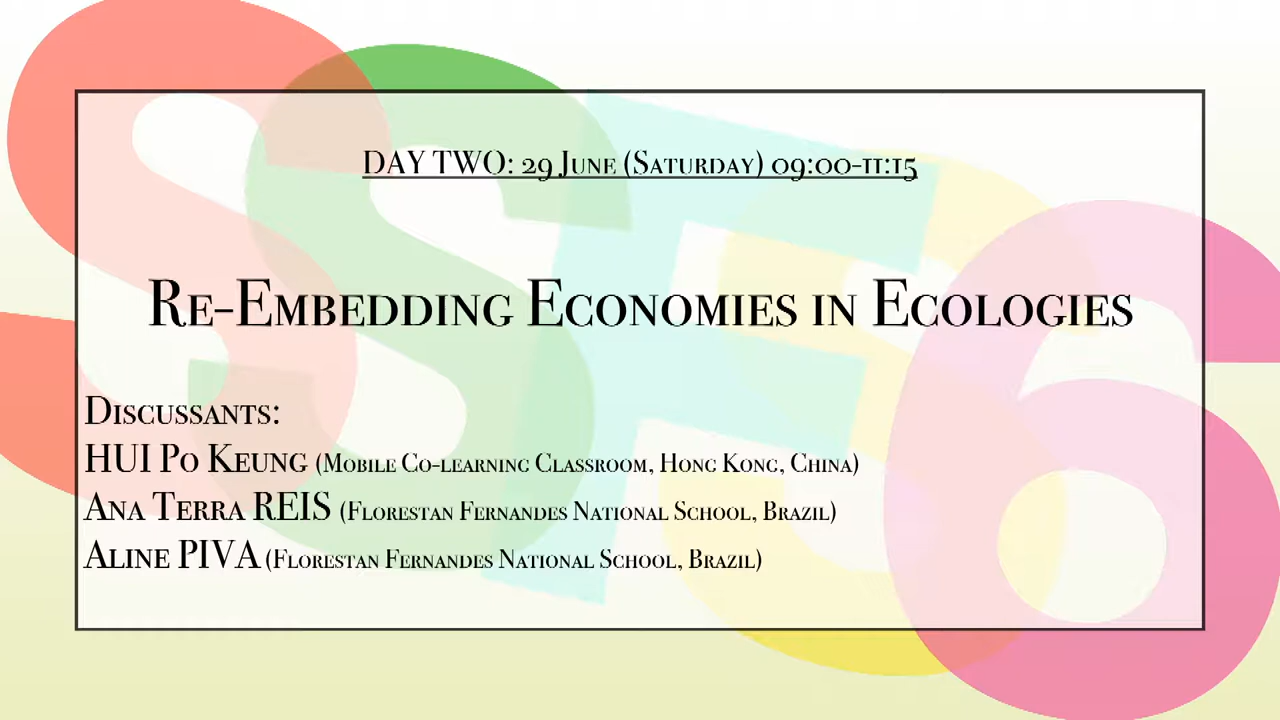 DAY TWO: 29 June (Saturday) 09:00-11:15
Re-Embedding Economies in Ecologies
Discussants:
HUI Po Keung (Mobile Co-learning Classroom, Hong Kong, China)
Ana Terra REIS (Florestan Fernandes National School, Brazil)
Aline PIVA (Florestan Fernandes National School, Brazil)